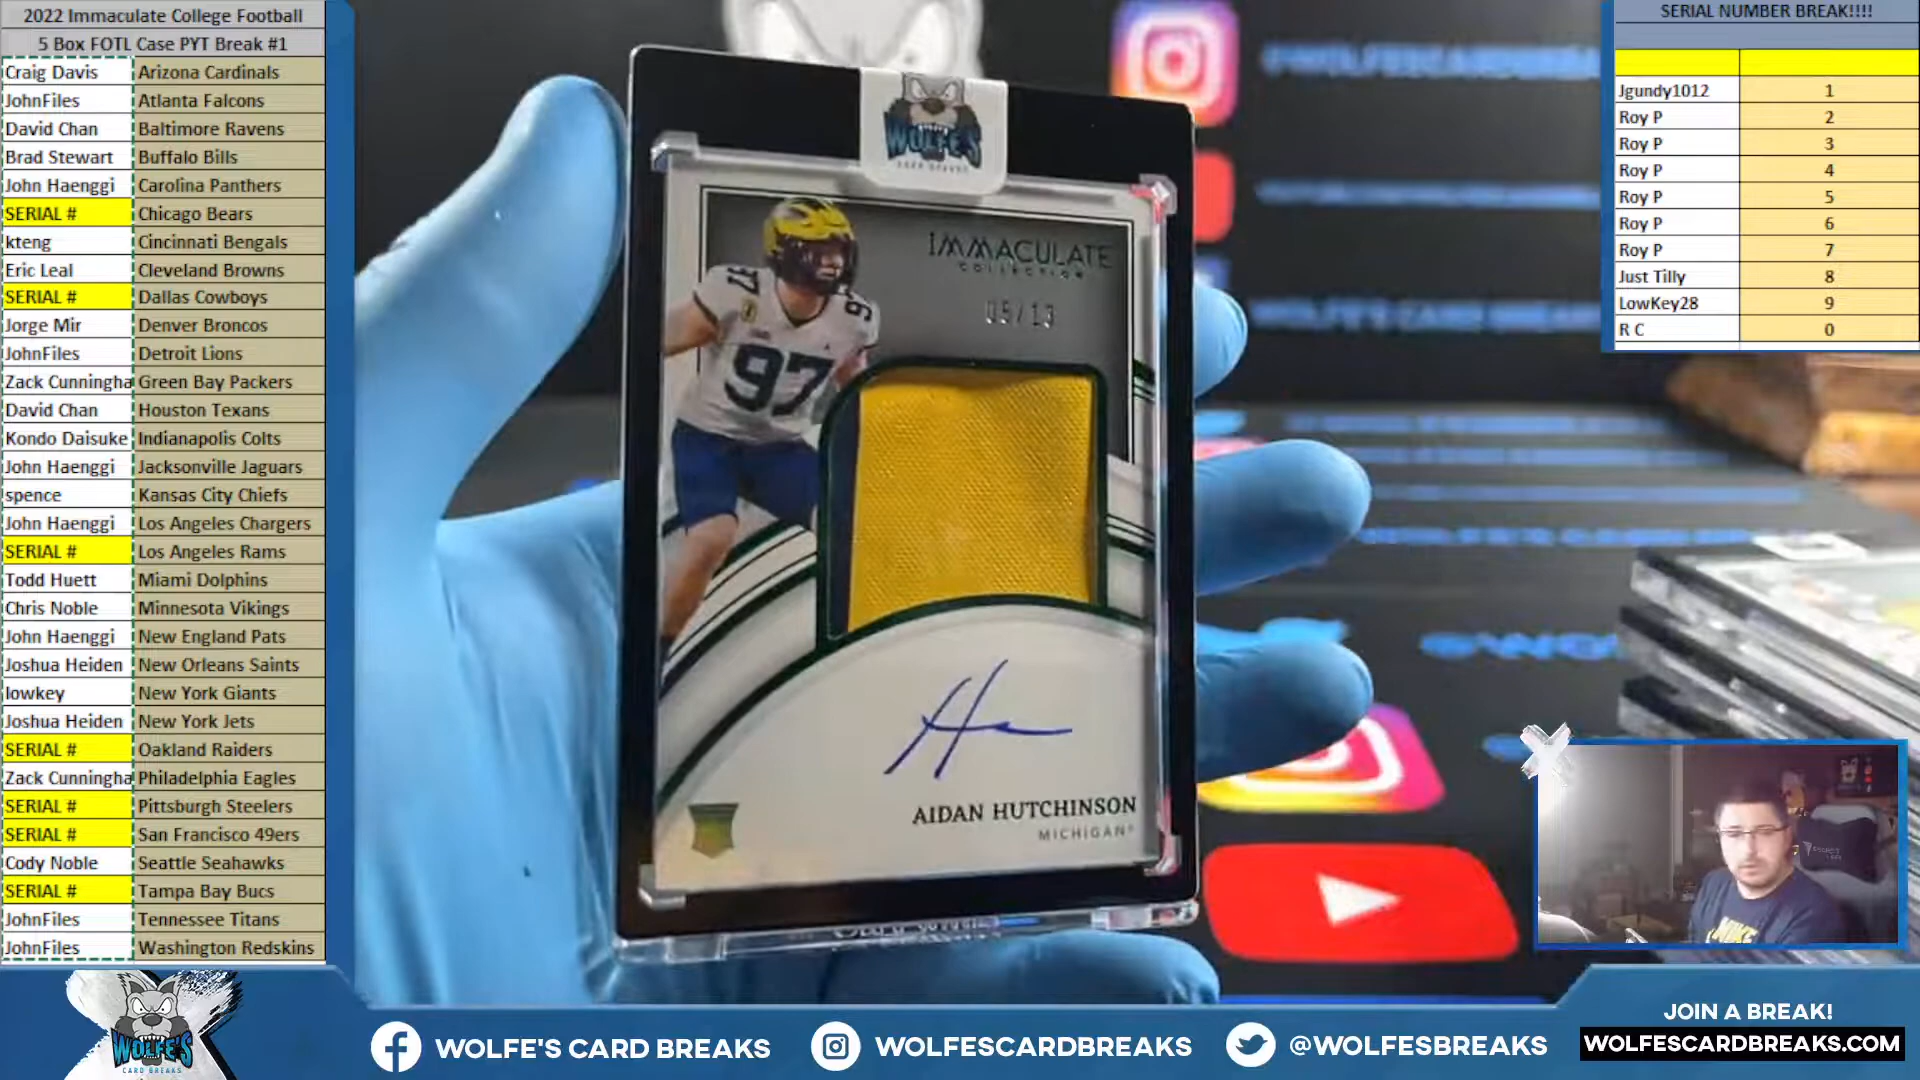 2022 Immaculate College Football
5 Box FOTL Case PYT Break #1
Craig Davis Arizona Cardinals
JohnFiles Atlanta Falcons
David Chan Baltimore Ravens
Brad Stewart Buffalo Bills
John Haenggi Carolina Panthers
SERIAL # Chicago Bears
kteng Cincinnati Bengals
Eric Leal Cleveland Browns
SERIAL # Dallas Cowboys
Jorge Mir Denver Broncos
JohnFiles Detroit Lions
Zack Cunningha Green Bay Packers
David Chan Houston Texans
Kondo Daisuke Indianapolis Colts
John Haenggi Jacksonville Jaguars
spence Kansas City Chiefs
John Haenggi Los Angeles Chargers
SERIAL # Los Angeles Rams
Todd Huett Miami Dolphins
Chris Noble Minnesota Vikings
John Haenggi New England Pats
Joshua Heiden New Orleans Saints
lowkey New York Giants
Joshua Heiden New York Jets
SERIAL # Oakland Raiders
Zack Cunningha Philadelphia Eagles
SERIAL # Pittsburgh Steelers
SERIAL # San Francisco 49ers
Cody Noble Seattle Seahawks
SERIAL # Tampa Bay Bucs
JohnFiles Tennessee Titans
JohnFiles Washington Redskins
WOLFE'S
CARD BREAKS
IMMACULATE
COLLECTION
05/13
97
97
97
AIDAN HUTCHINSON
MICHIGAN
@WOLFESCARDBREA
WOLFE'S CARD BREAKS
SERIAL NUMBER BREAK!!!!
Jgundy1012 1
Roy P 2
Roy P 3
Roy P 4
Roy P 5
Roy P 6
Roy P 7
Just Tilly 8
LowKey28 9
R C 0
WOLFE'S
CARD BREAKS
WOLFE'S CARD BREAKS
WOLFESCARDBREAKS
@WOLFESBREAKS
JOIN A BREAK!
WOLFESCARDBREAKS.COM